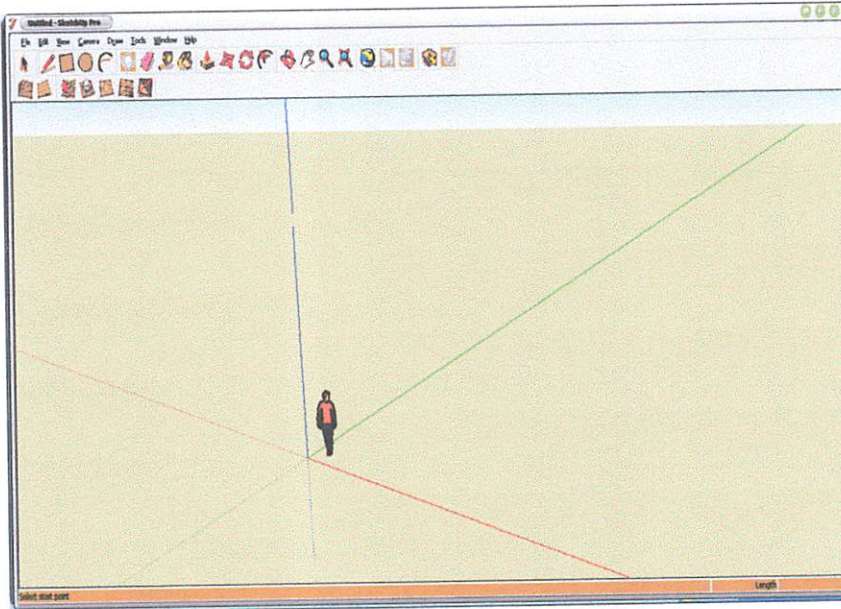 Untitled - SketchUp Pro
File Edit View Camera Draw Tools Window Help
Select start point
Length